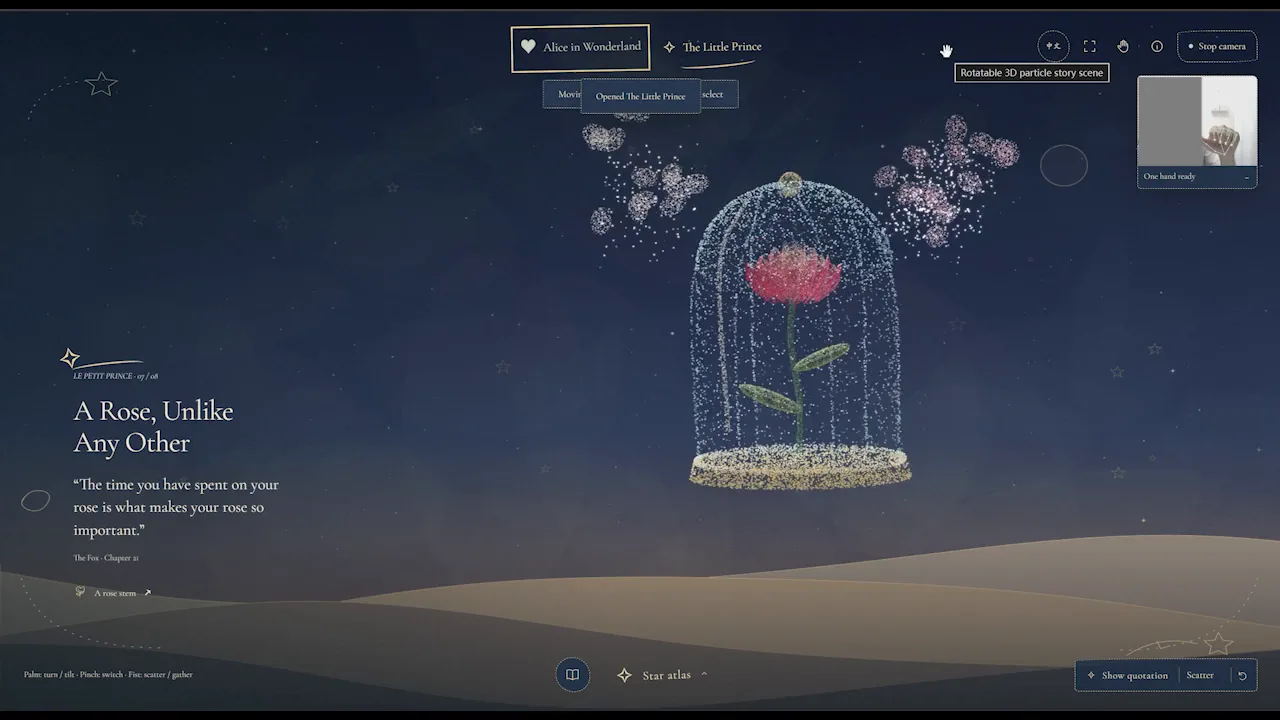 Alice in Wonderland
The Little Prince
中文
Stop camera
Rotatable 3D particle story scene
Opened The Little Prince
select
One hand ready
LE PETIT PRINCE · 07 / 08
A Rose, Unlike
Any Other
“The time you have spent on your
rose is what makes your rose so
important.”
The Fox · Chapter 21
A rose stem
Palm: turn / tilt · Pinch: switch · Fist: scatter / gather
Star atlas
Show quotation
Scatter